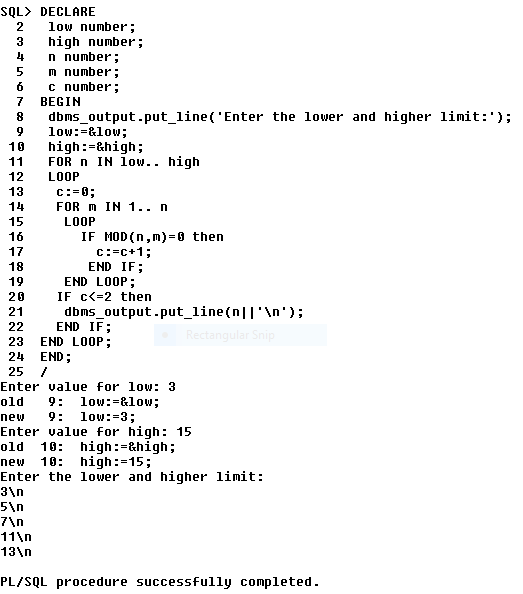 SQL> DECLARE
2 low number;
3 high number;
4 n number;
5 m number;
6 c number;
7 BEGIN
8 dbms_output.put_line('Enter the lower and higher limit:');
9 low:=&low;
10 high:=&high;
11 FOR n IN low.. high
12 LOOP
13 c:=0;
14 FOR m IN 1.. n
15 LOOP
16 IF MOD(n,m)=0 then
17 c:=c+1;
18 END IF;
19 END LOOP;
20 IF c<=2 then
21 dbms_output.put_line(n||'\n');
22 END IF;
Rectangular Snip
23 END LOOP;
24 END;
25 /
Enter value for low: 3
old 9: low:=&low;
new 9: low:=3;
Enter value for high: 15
old 10: high:=&high;
new 10: high:=15;
Enter the lower and higher limit:
3\n
5\n
7\n
11\n
13\n
PL/SQL procedure successfully completed.